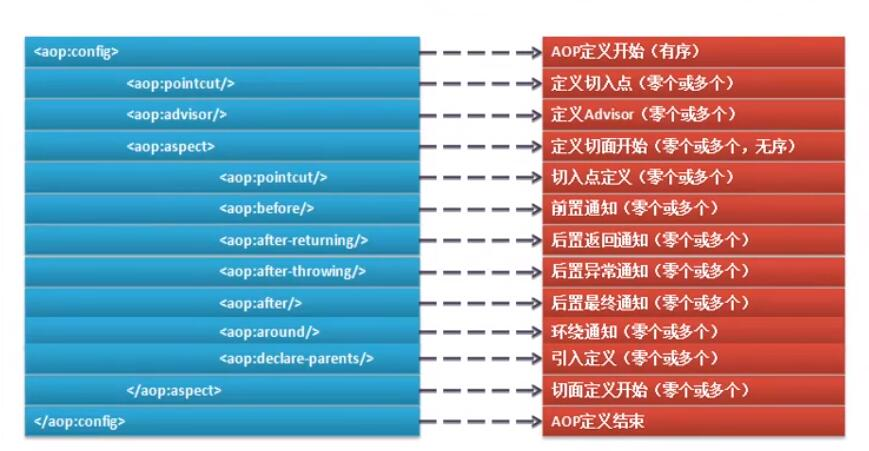 <aop:config> AOP定义开始（有序）
<aop:pointcut/> 定义切入点（零个或多个）
<aop:advisor/> 定义Advisor（零个或多个）
<aop:aspect> 定义切面开始（零个或多个，无序）
<aop:pointcut/> 切入点定义（零个或多个）
<aop:before/> 前置通知（零个或多个）
<aop:after-returning/> 后置返回通知（零个或多个）
<aop:after-throwing/> 后置异常通知（零个或多个）
<aop:after/> 后置最终通知（零个或多个）
<aop:around/> 环绕通知（零个或多个）
<aop:declare-parents/> 引入定义（零个或多个）
</aop:aspect> 切面定义开始（零个或多个）
</aop:config> AOP定义结束